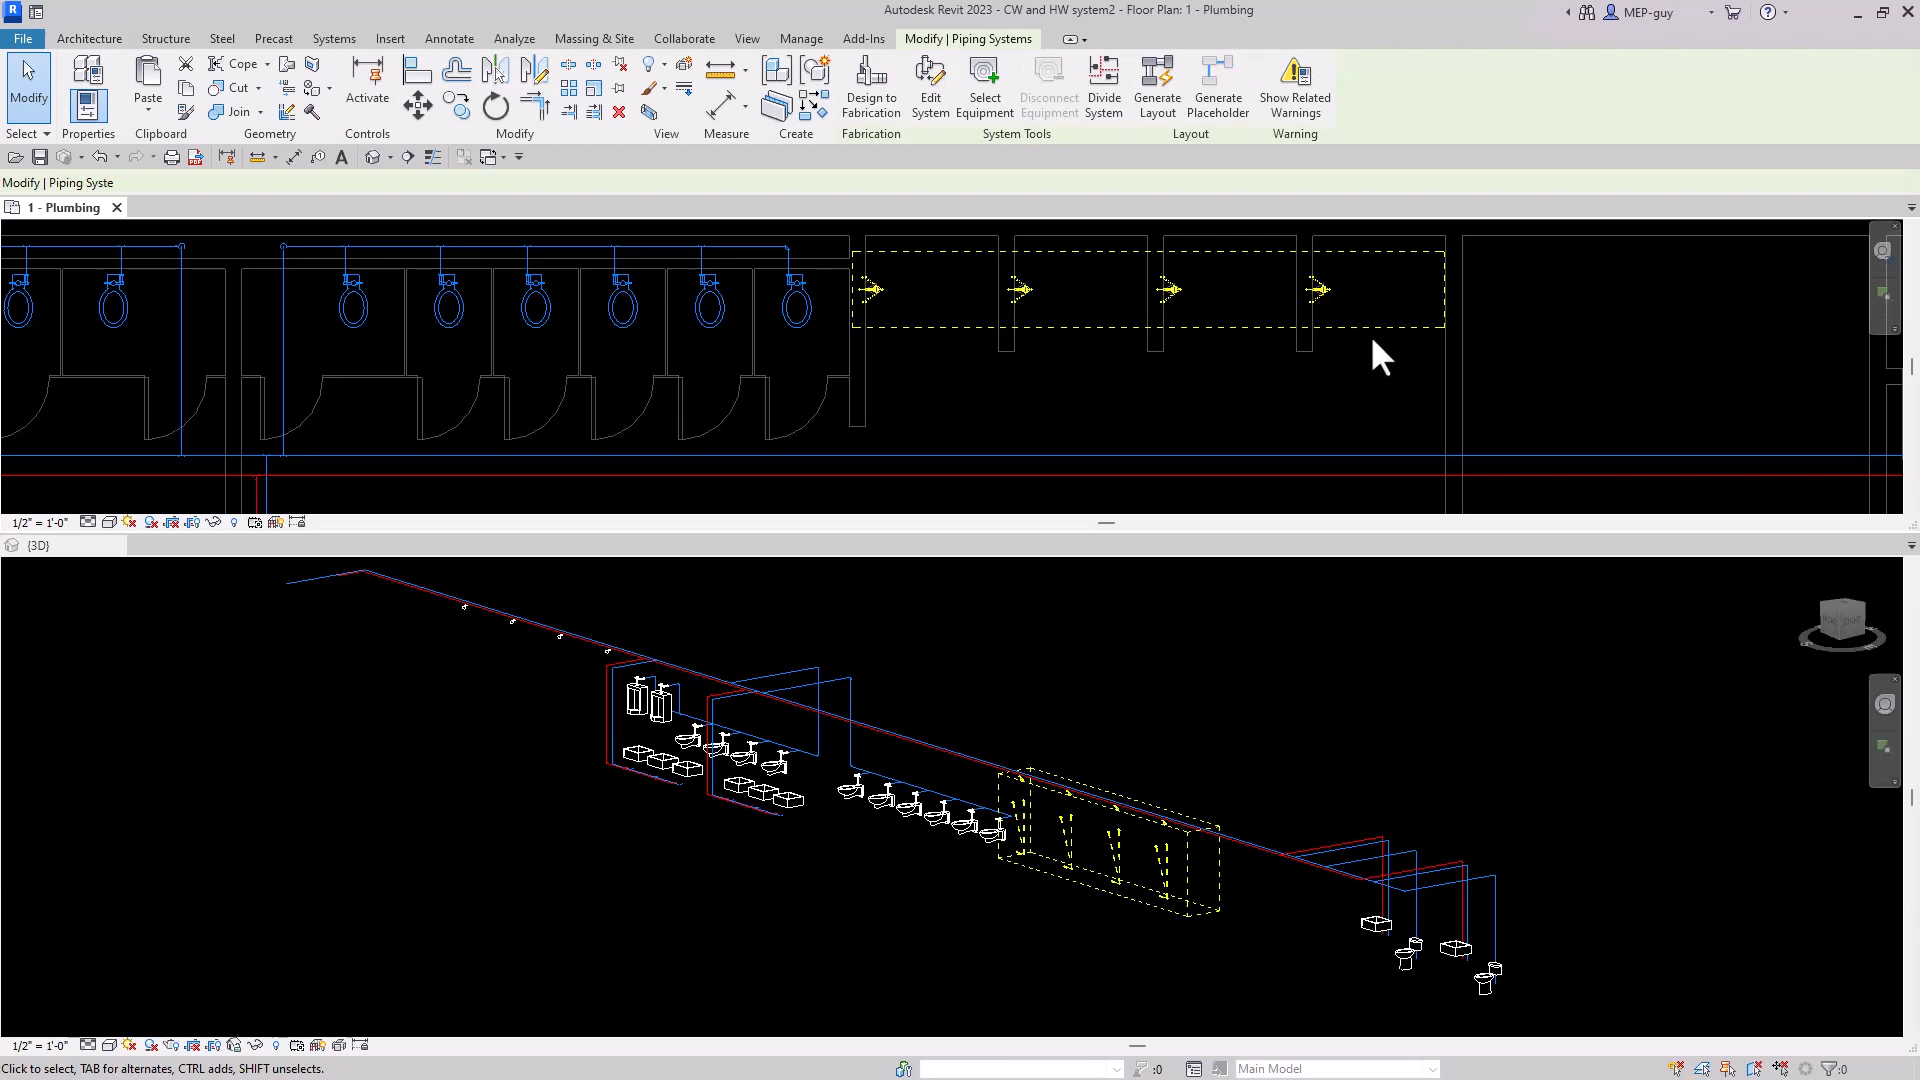 Autodesk Revit 2023 - CW and HW system2 - Floor Plan: 1 - Plumbing
MEP-guy
File Architecture Structure Steel Precast Systems Insert Annotate Analyze Massing & Site Collaborate View Manage Add-Ins Modify | Piping Systems
Modify
Paste
Cope
Cut
Join
Activate
Design to Fabrication
Edit System
Select Equipment
Disconnect Equipment
Divide System
Generate Layout
Generate Placeholder
Show Related Warnings
Select Properties Clipboard Geometry Controls Modify View Measure Create Fabrication System Tools Layout Warning
Modify | Piping Syste
1 - Plumbing
1/2" = 1'-0"
{3D}
1/2" = 1'-0"
Click to select, TAB for alternates, CTRL adds, SHIFT unselects.
:0
Main Model
:0